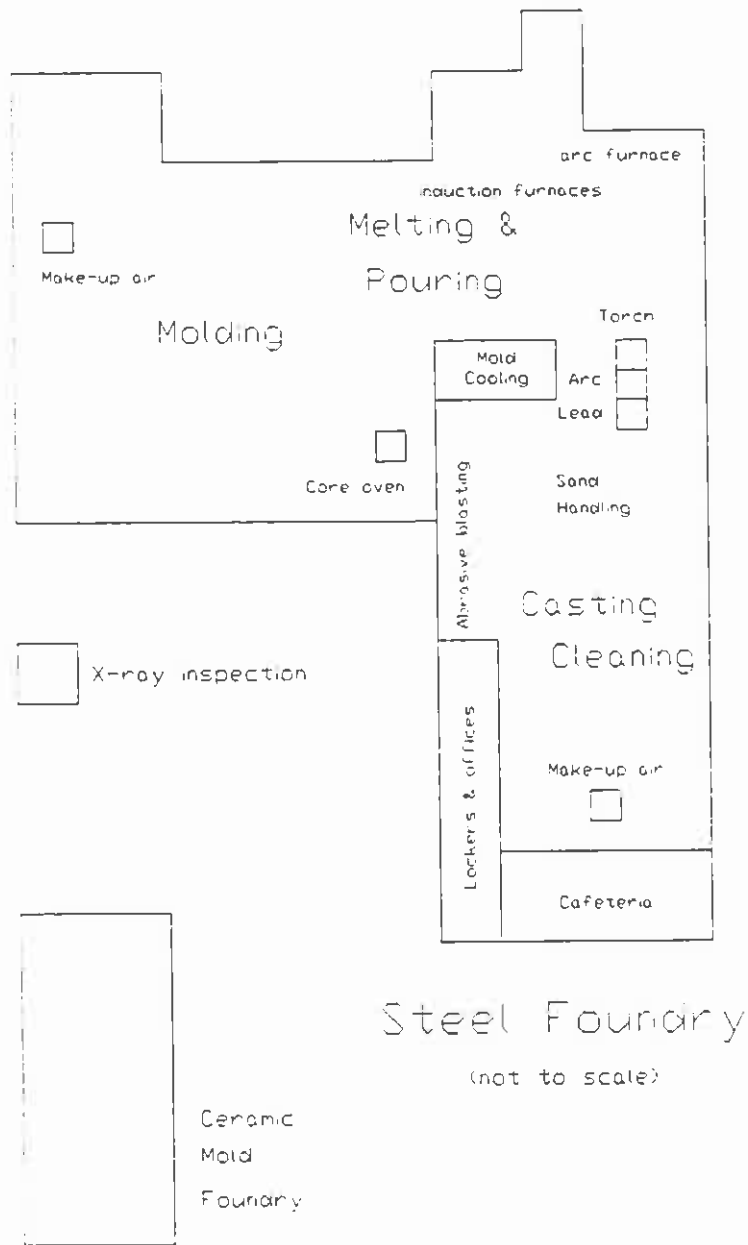 arc furnace
induction furnaces
Melting &
Pouring
Make-up air
Molding
Torch
Mold
Cooling
Arc
Lead
Core oven
Abrasive blasting
Sand
Handling
Casting
Cleaning
X-ray inspection
Lockers & offices
Make-up air
Cafeteria
Steel Foundry
(not to scale)
Ceramic
Mold
Foundry